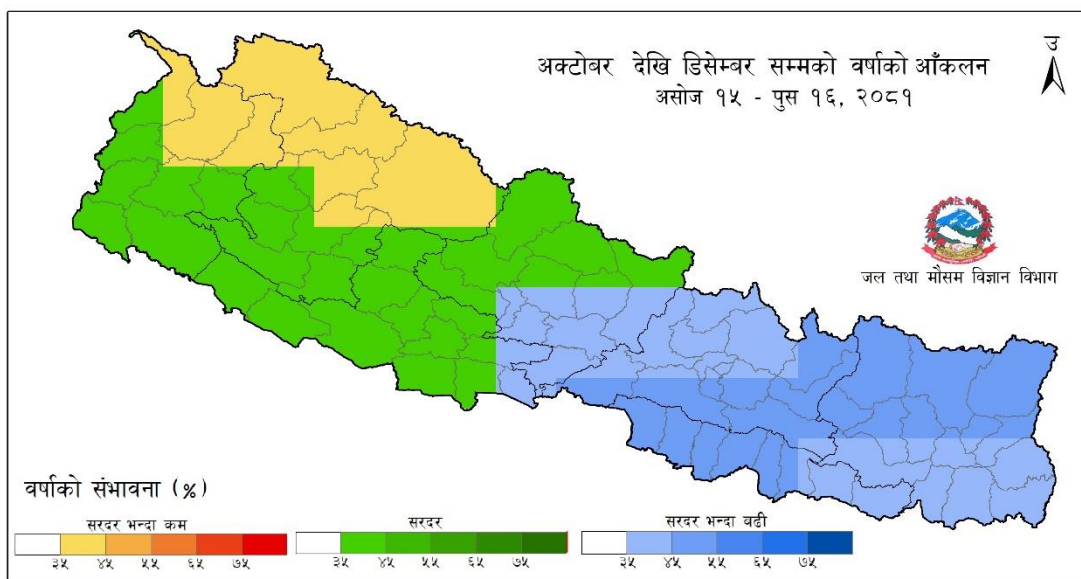 अक्टोबर देखि डिसेम्बर सम्मको वर्षाको आँकलन
असोज १५ - पुस १६, २०८१
उ
जल तथा मौसम विज्ञान विभाग
वर्षाको संभावना (%)
सरदर भन्दा कम
३५ ४५ ५५ ६५ ७५
सरदर
३५ ४५ ५५ ७५
सरदर भन्दा बढी
३५ ४५ ५५ ६५ ७५